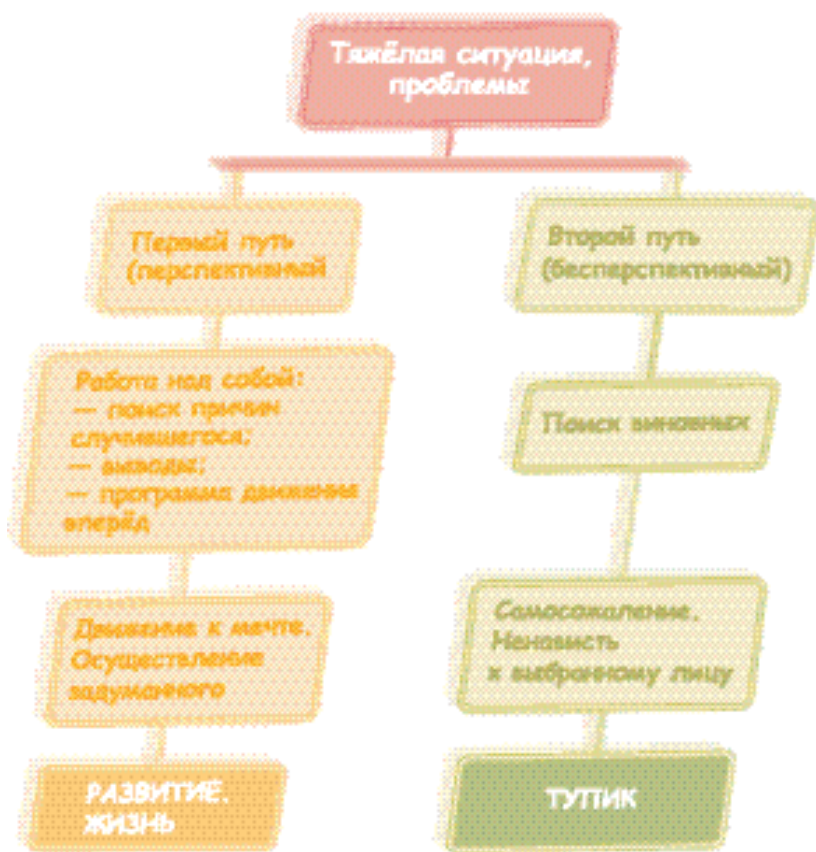 Тяжёлая ситуация,
проблемы
Первый путь
(перспективный
Второй путь
(бесперспективный)
Работа над собой:
— поиск причин
случившегося;
— выводы;
— программа движения
вперёд
Поиск виновных
Движение к мечте.
Осуществление
задуманного
Самосожаление.
Ненависть
к выбранному лицу
РАЗВИТИЕ.
ЖИЗНЬ
ТУПИК